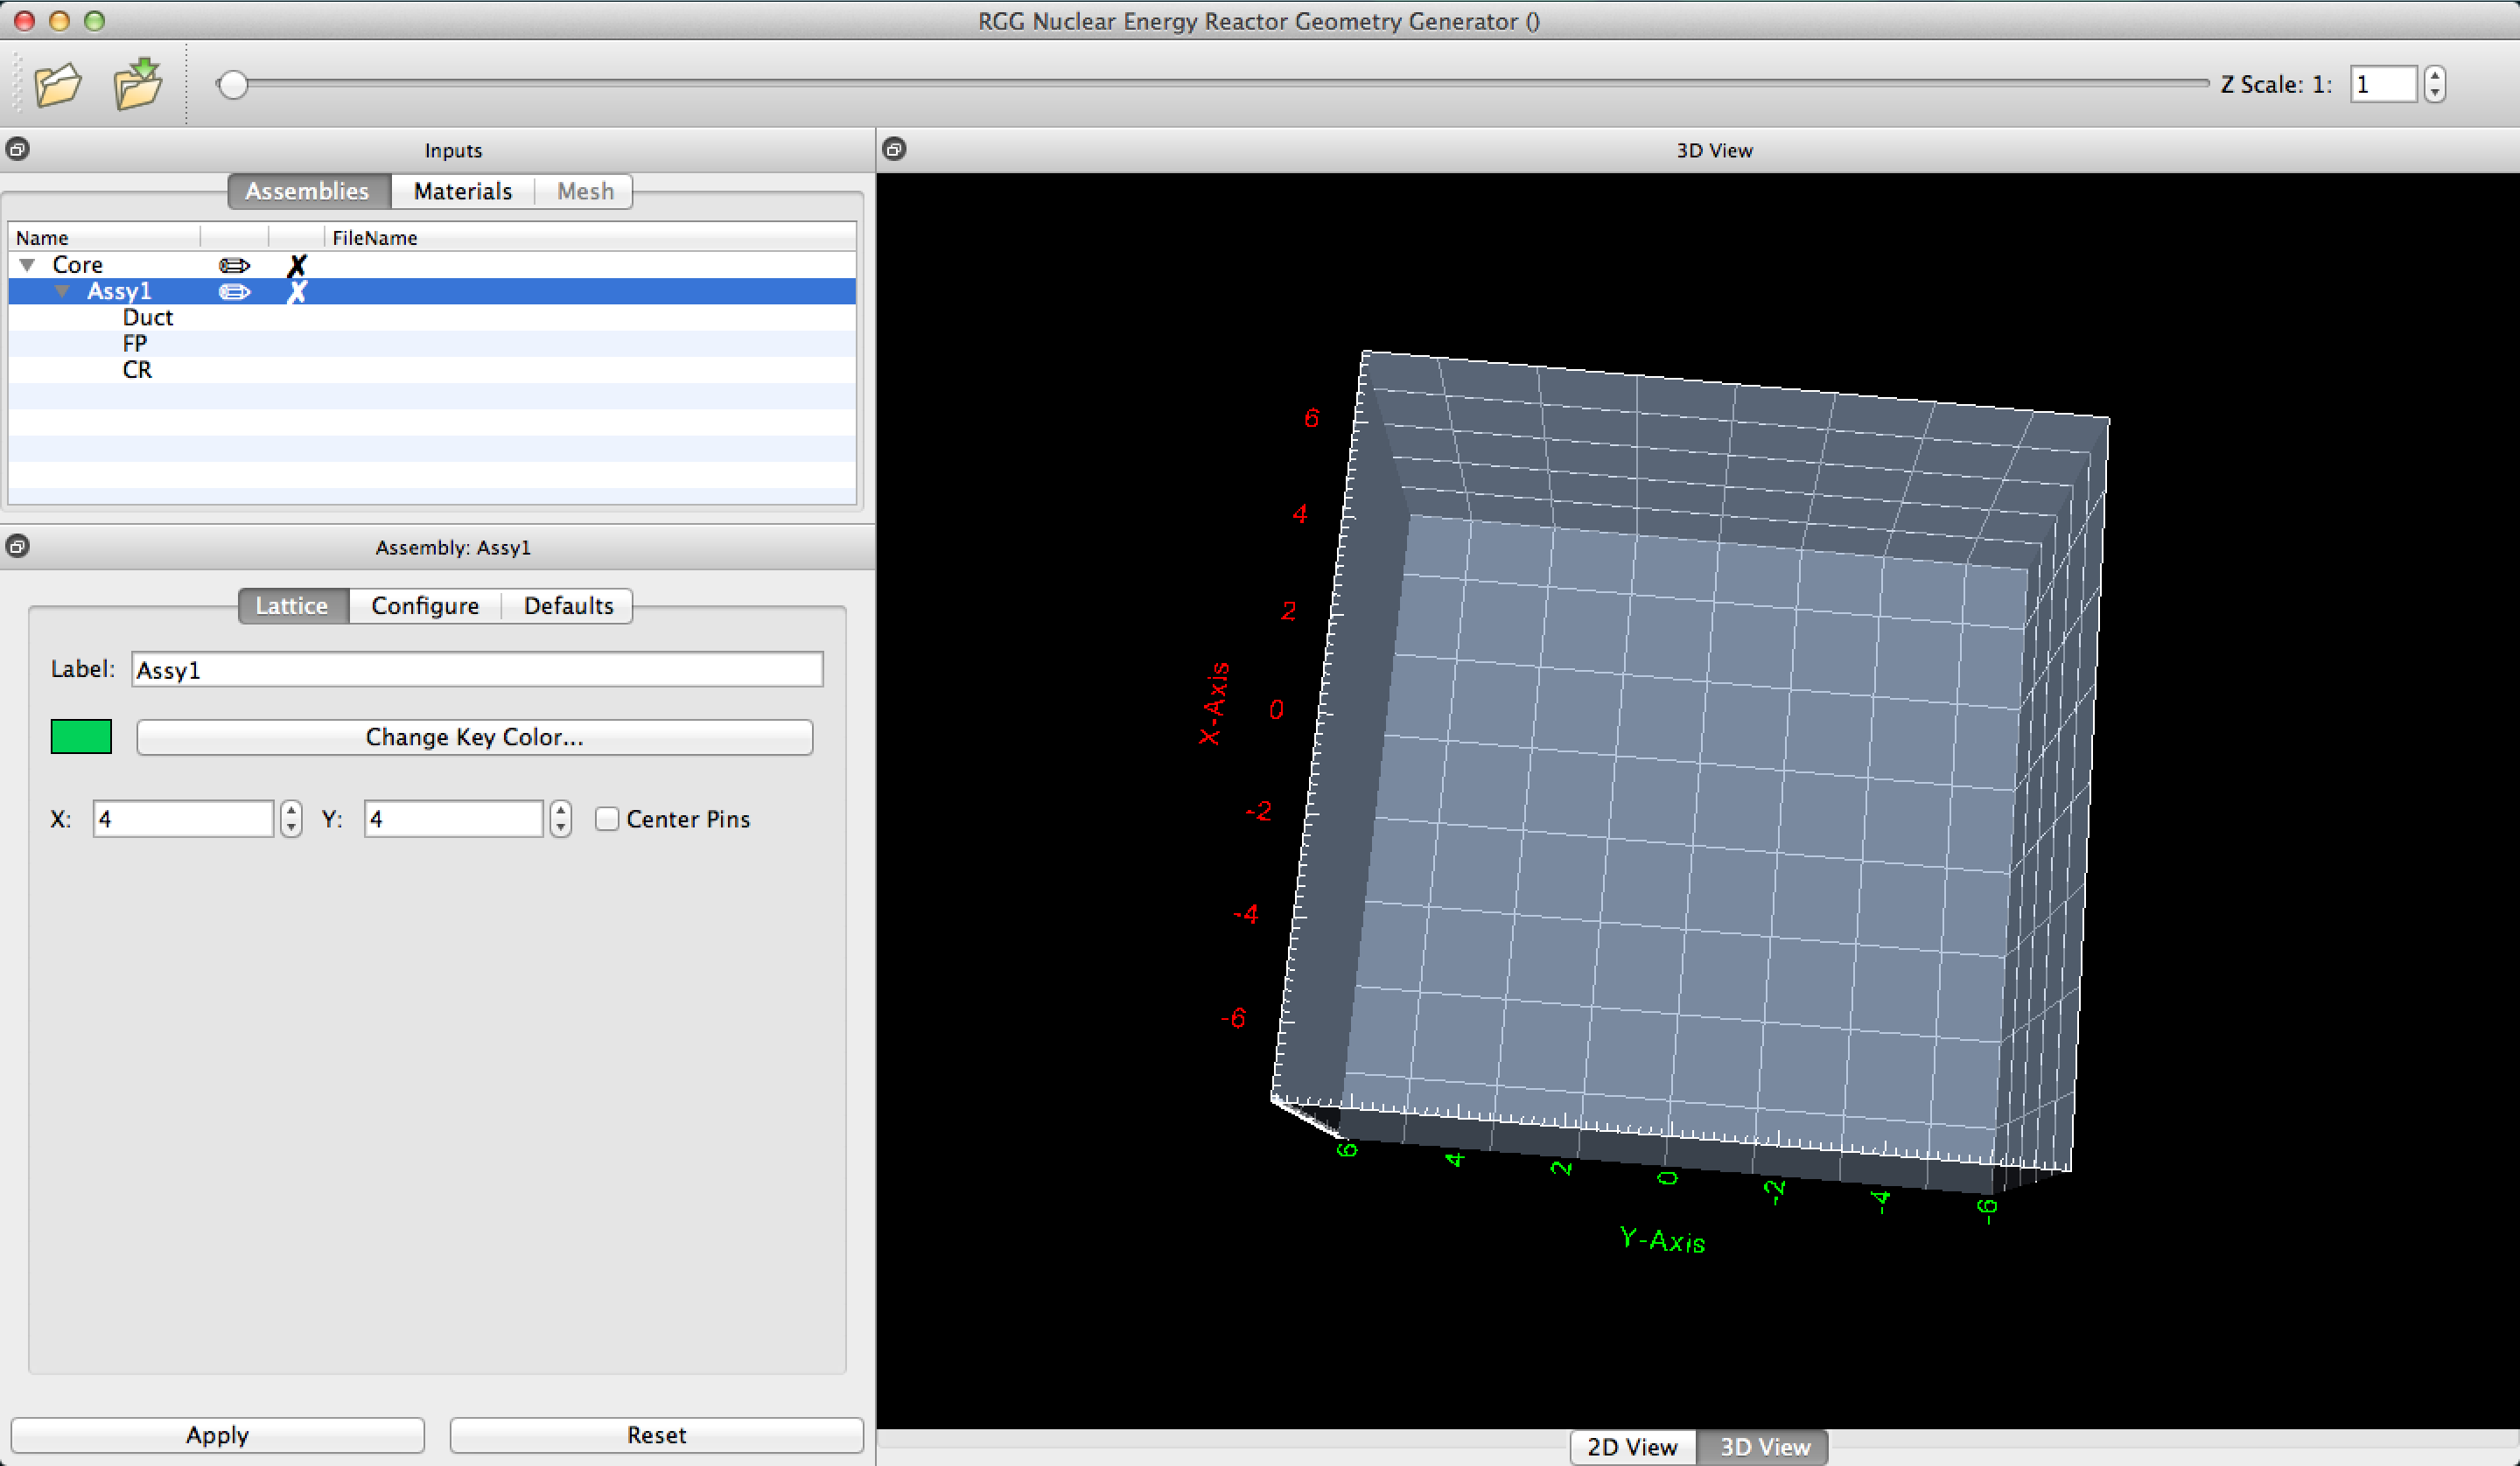 RGG Nuclear Energy Reactor Geometry Generator ()
Z Scale: 1: 1
Inputs
3D View
Assemblies Materials Mesh
Name FileName
Core
Assy1
Duct
FP
CR
Assembly: Assy1
Lattice Configure Defaults
Label: Assy1
Change Key Color...
X: 4 Y: 4 Center Pins
Apply Reset
6
4
2
0
-2
-4
-6
X-Axis
6 4 2 0 -2 -4 -6
Y-Axis
2D View 3D View